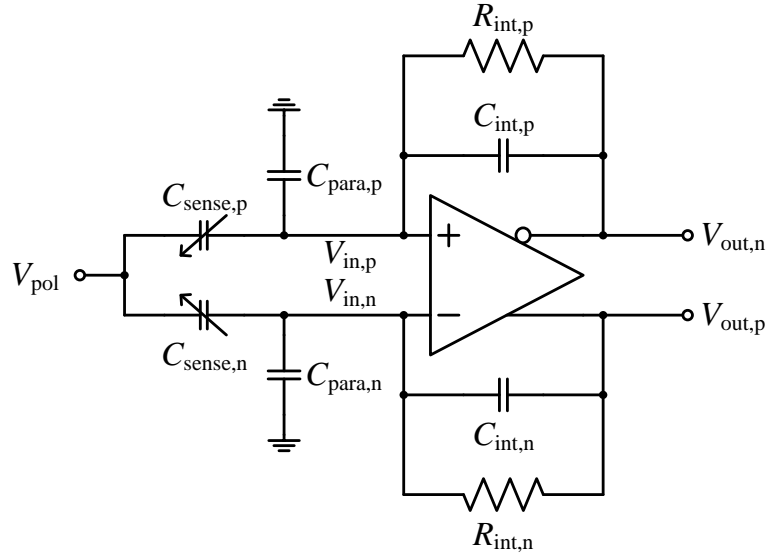 R_int,p
C_int,p
C_para,p
C_sense,p
V_in,p
+
V_out,n
V_pol
V_in,n
−
V_out,p
C_sense,n
C_para,n
C_int,n
R_int,n